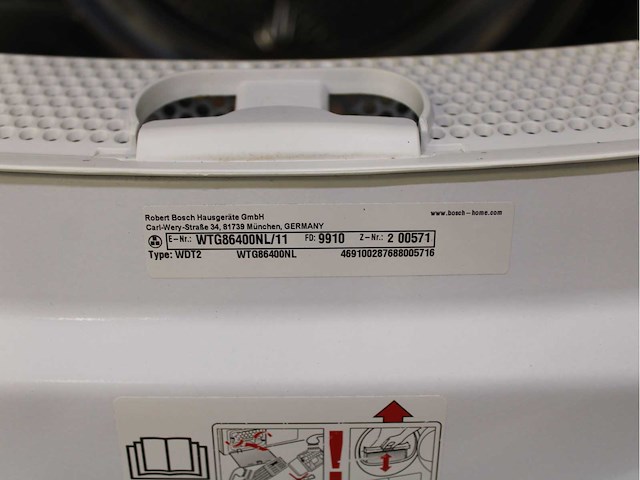 Robert Bosch Hausgeräte GmbH
www.bosch-home.com
Carl-Wery-Straße 34, 81739 München, GERMANY
E-Nr.: WTG86400NL/11 FD: 9910 Z-Nr.: 2 00571
Type: WDT2 WTG86400NL 469100287688005716